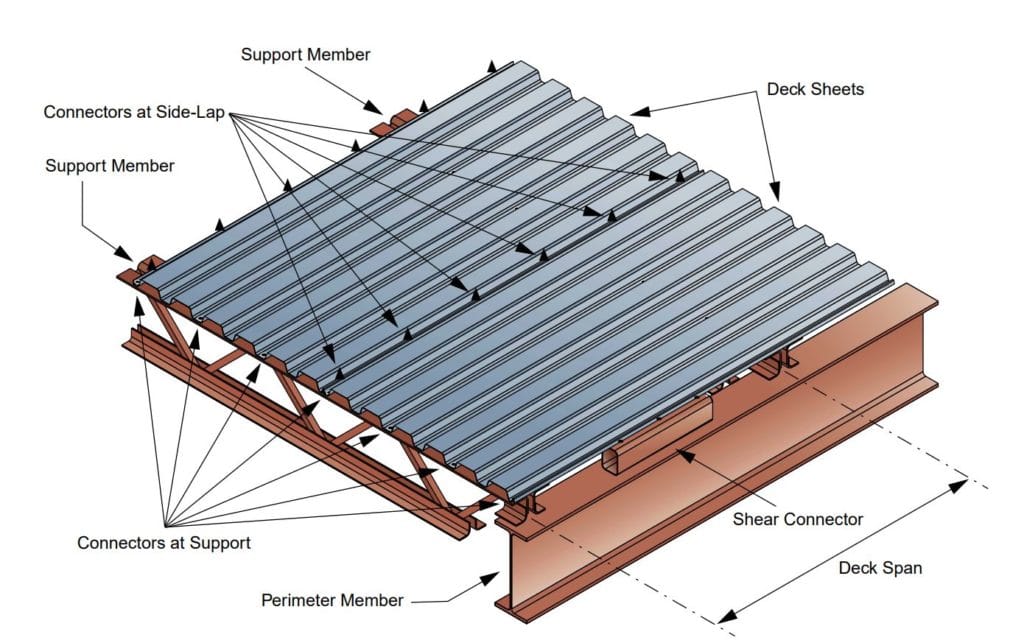 Support Member
Deck Sheets
Connectors at Side-Lap
Support Member
Shear Connector
Connectors at Support
Deck Span
Perimeter Member